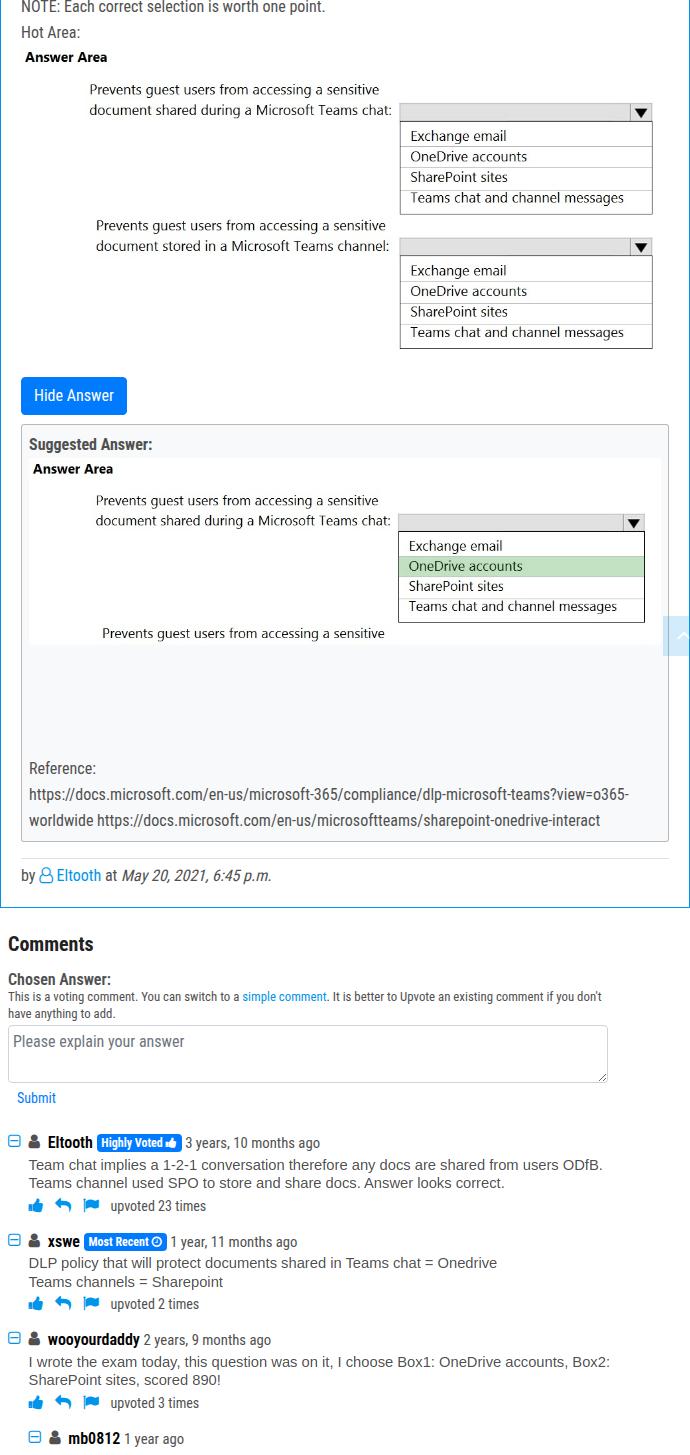 NOTE: Each correct selection is worth one point.
Hot Area:
Answer Area
Prevents guest users from accessing a sensitive
document shared during a Microsoft Teams chat:
Exchange email
OneDrive accounts
SharePoint sites
Teams chat and channel messages
Prevents guest users from accessing a sensitive
document stored in a Microsoft Teams channel:
Exchange email
OneDrive accounts
SharePoint sites
Teams chat and channel messages
Hide Answer
Suggested Answer:
Answer Area
Prevents guest users from accessing a sensitive
document shared during a Microsoft Teams chat:
Exchange email
OneDrive accounts
SharePoint sites
Teams chat and channel messages
Prevents guest users from accessing a sensitive
Reference:
https://docs.microsoft.com/en-us/microsoft-365/compliance/dlp-microsoft-teams?view=o365-
worldwide https://docs.microsoft.com/en-us/microsoftteams/sharepoint-onedrive-interact
by Eltooth at May 20, 2021, 6:45 p.m.
Comments
Chosen Answer:
This is a voting comment. You can switch to a simple comment. It is better to Upvote an existing comment if you don't
have anything to add.
Please explain your answer
Submit
Eltooth Highly Voted 3 years, 10 months ago
Team chat implies a 1-2-1 conversation therefore any docs are shared from users ODfB.
Teams channel used SPO to store and share docs. Answer looks correct.
upvoted 23 times
xswe Most Recent 1 year, 11 months ago
DLP policy that will protect documents shared in Teams chat = Onedrive
Teams channels = Sharepoint
upvoted 2 times
wooyourdaddy 2 years, 9 months ago
I wrote the exam today, this question was on it, I choose Box1: OneDrive accounts, Box2:
SharePoint sites, scored 890!
upvoted 3 times
mb0812 1 year ago